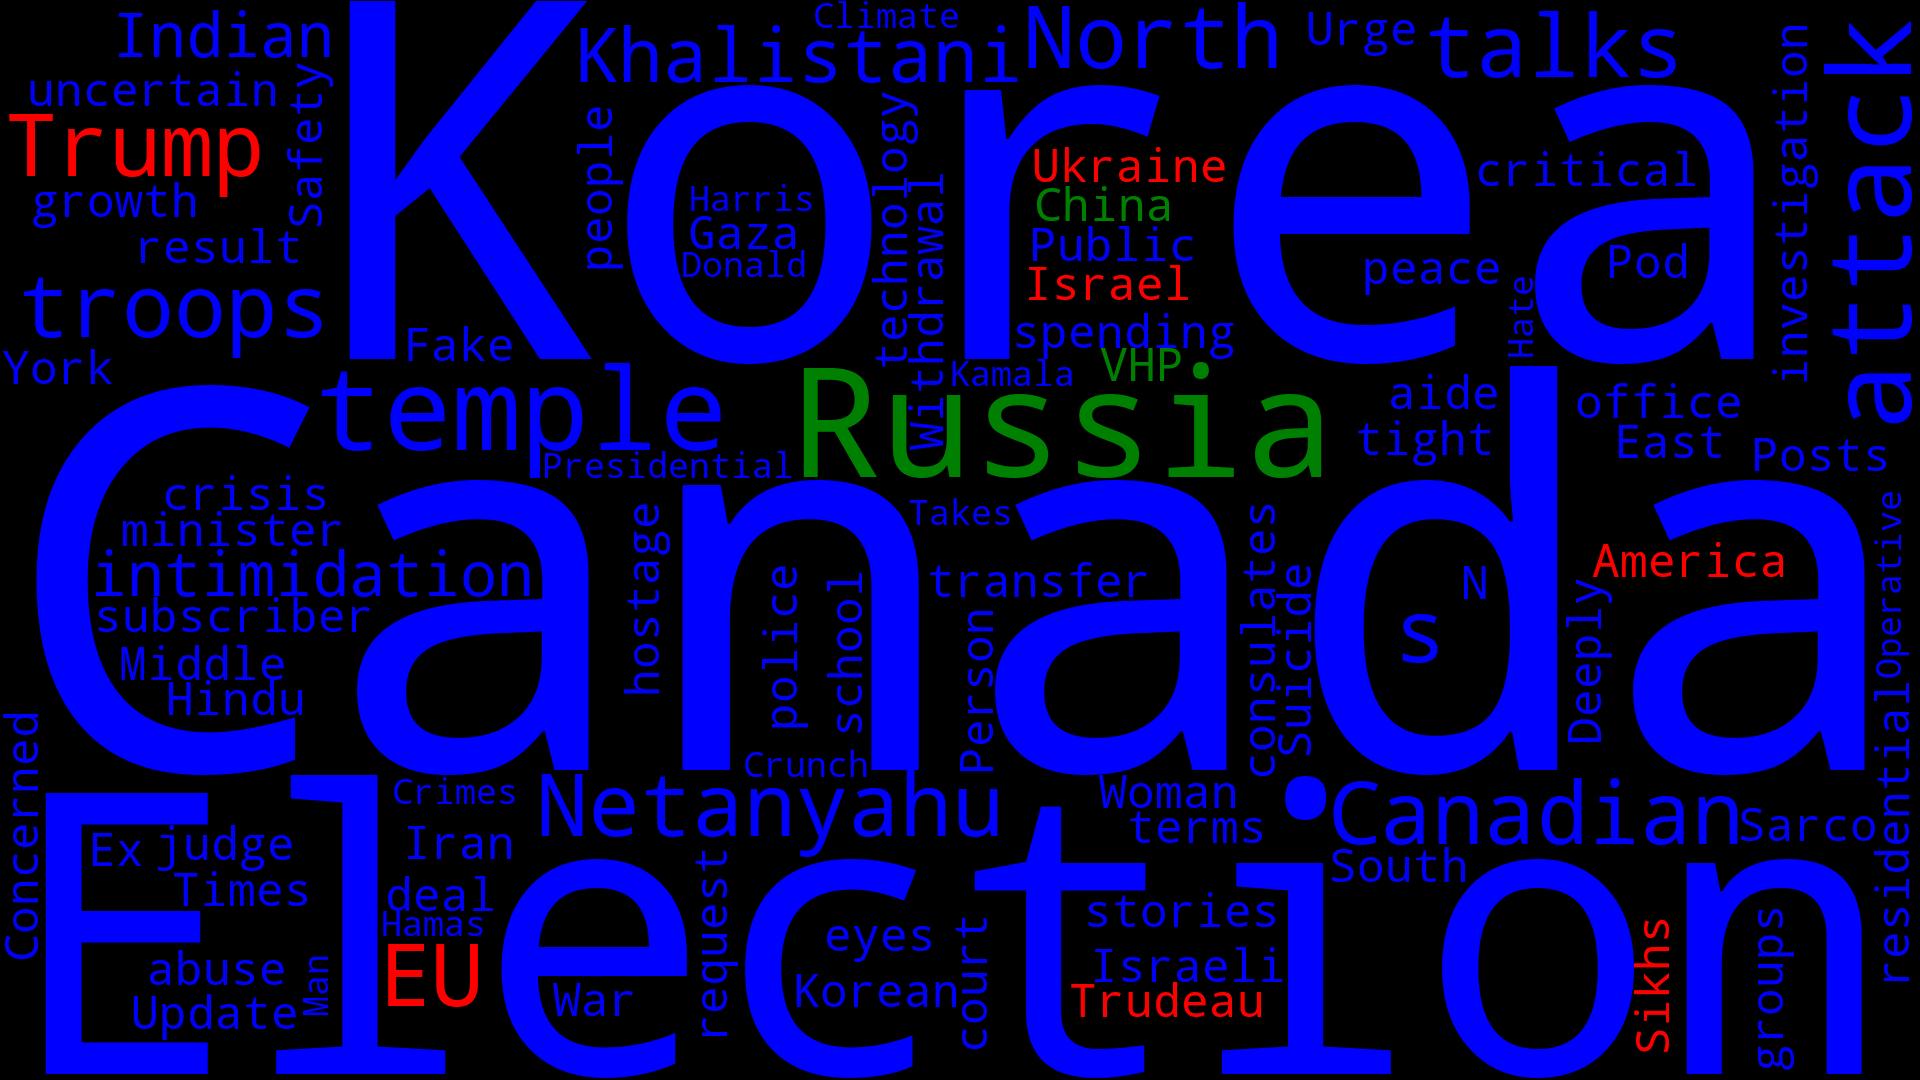 Indian
Korea
Khalistani
Climate
North
Urge
talks
investigation
attack
uncertain
Safety
Trump
growth
result
troops
York
people
Harris
Gaza
Donald
technology
Withdrawal
Ukraine
China
Public
Israel
spending
critical
peace
Pod
Hate
Fake
temple
Presidential
Kamala
VHP
Russia
aide
tight
office
East
Posts
Canada
crisis
minister
intimidation
subscriber
Middle
Hindu
hostage
police
school
Takes
transfer
Person
consulates
Suicide
N
s
America
Deeply
Operative
residential
Concerned
Crunch
Election
Crimes
Netanyahu
Woman
terms
Canadian
Sarco
Ex
judge
Times
Iran
deal
Hamas
EU
South
abuse
Update
Man
War
request
eyes
Korean
court
stories
Israeli
Trudeau
Sikhs
groups